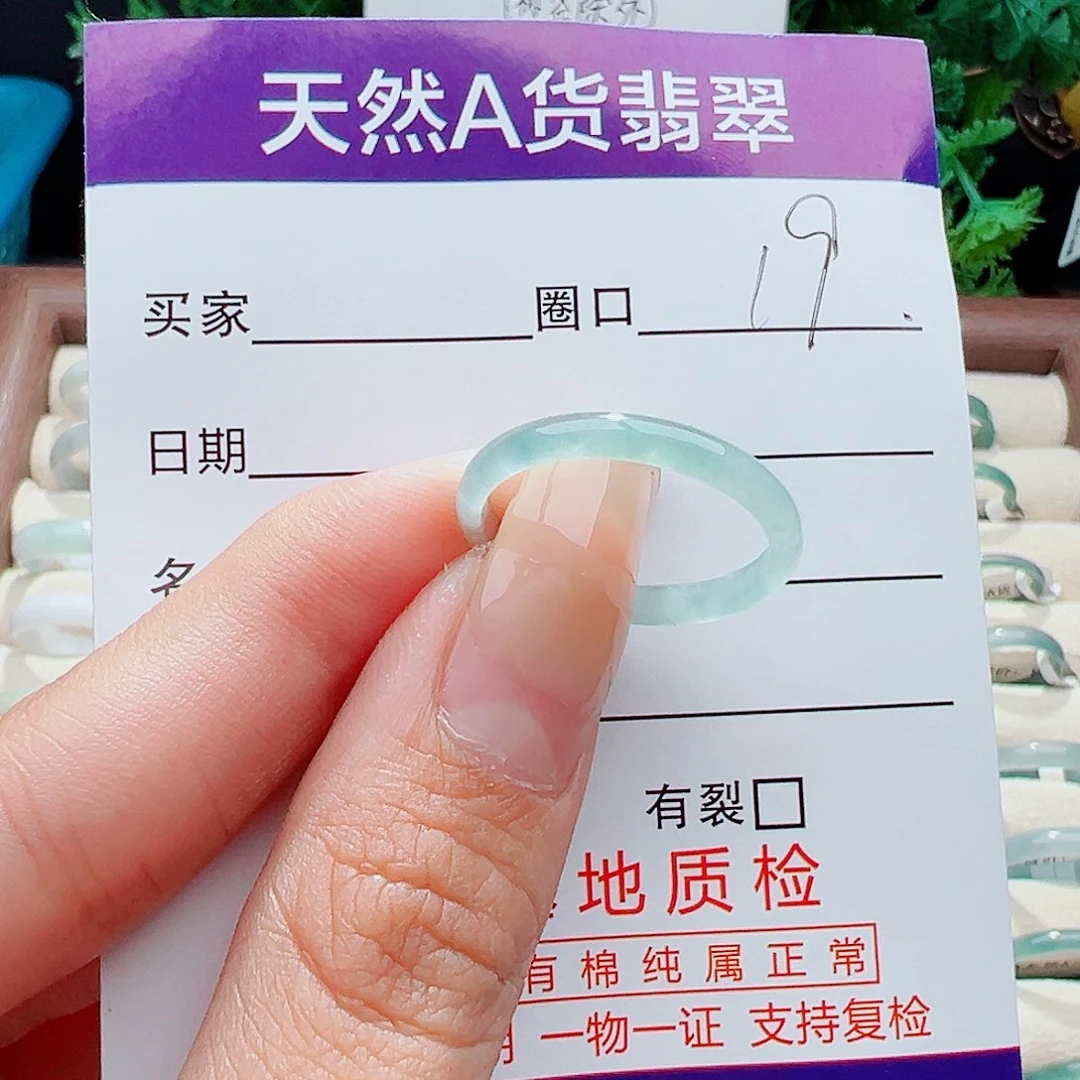 天然A货翡翠
买家 圈口 19.
日期
名
有裂□
地质检
有棉纯属正常
一物一证 支持复检